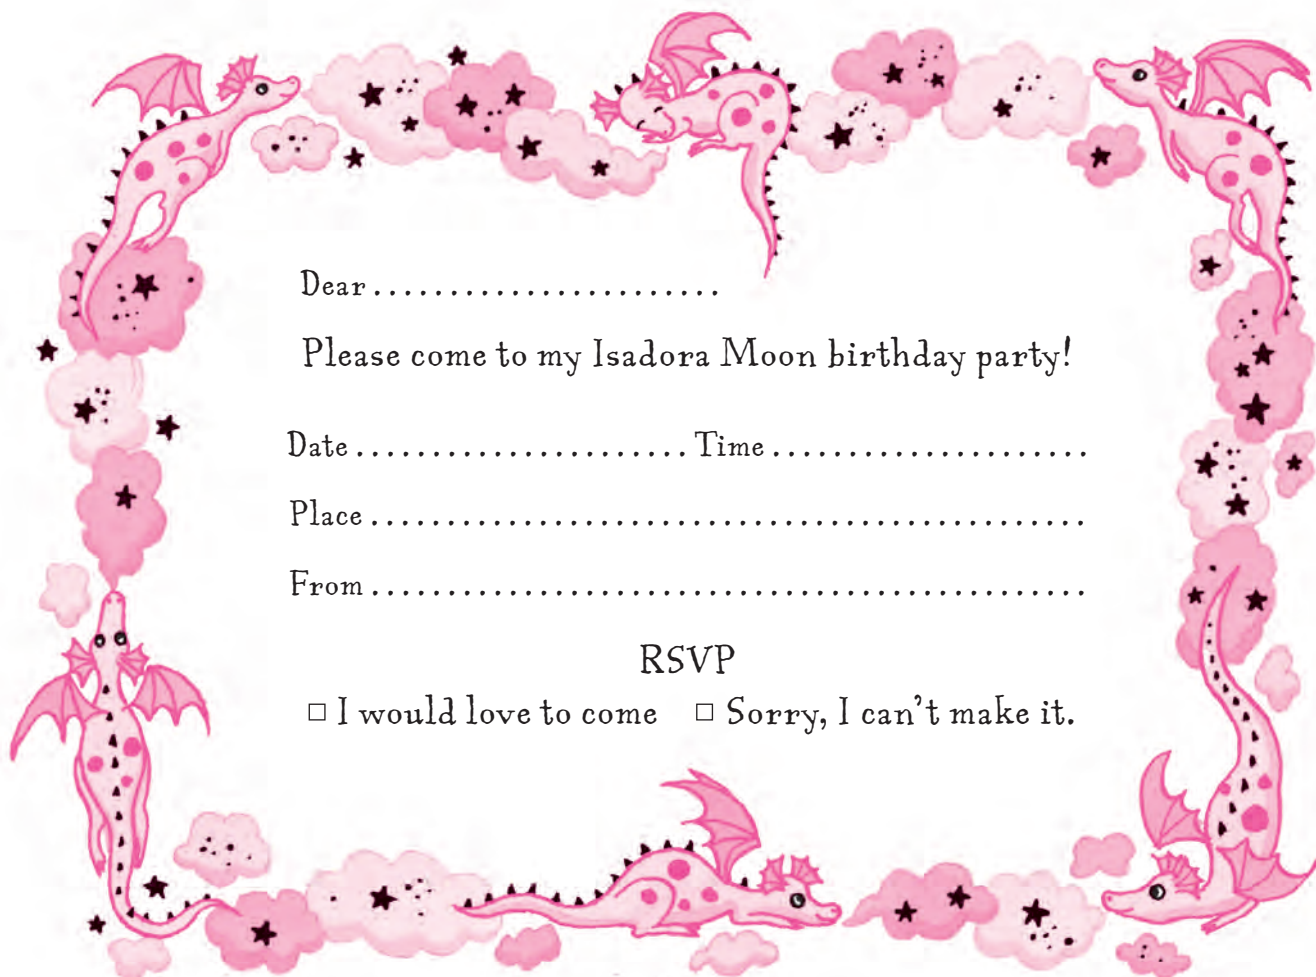 Dear.......................
Please come to my Isadora Moon birthday party!
Date...................... Time.....................
Place...............................................
From...............................................
RSVP
□ I would love to come □ Sorry, I can't make it.